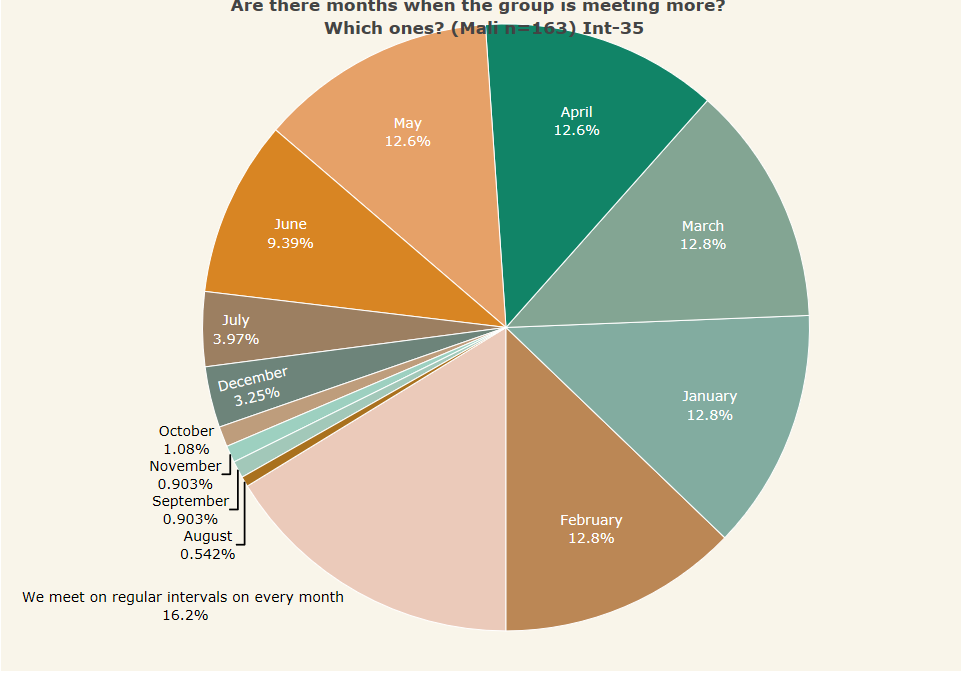 Are there months when the group is meeting more?
Which ones? (Mali n=163) Int-35
April
12.6%
May
12.6%
March
12.8%
June
9.39%
July
3.97%
January
12.8%
December
3.25%
October
1.08%
November
0.903%
September
0.903%
August
0.542%
February
12.8%
We meet on regular intervals on every month
16.2%